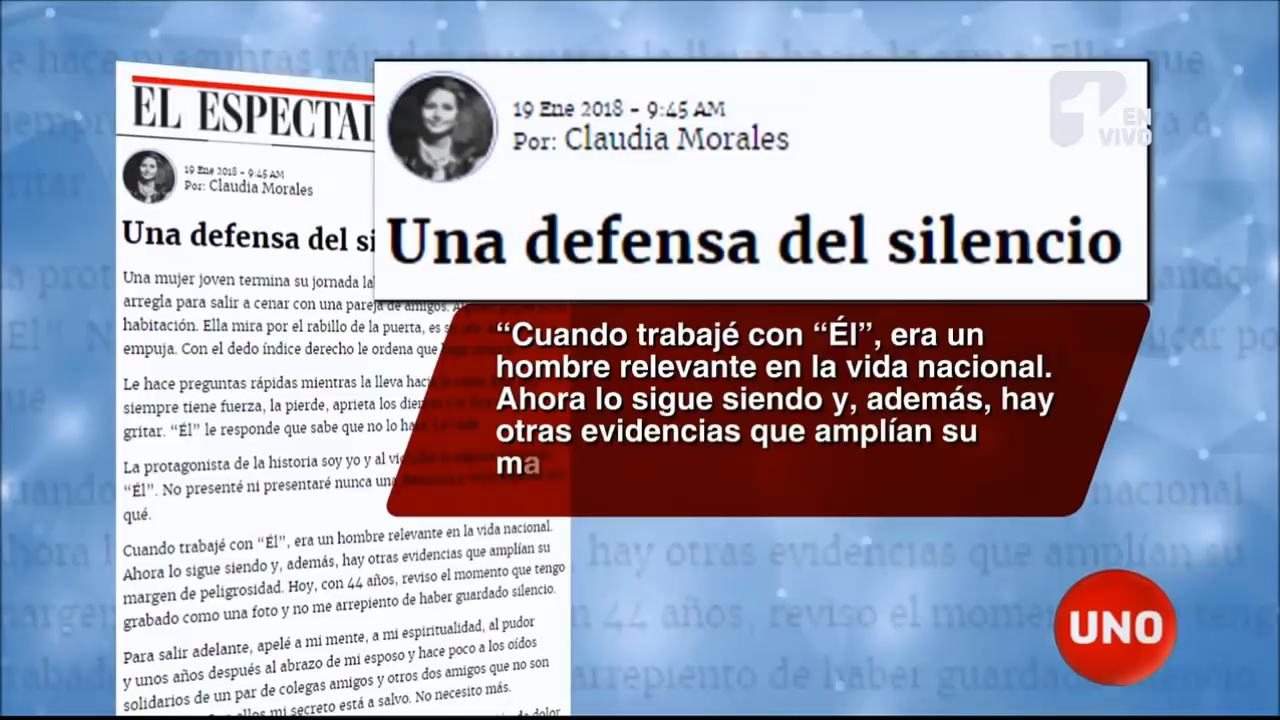 EL ESPECTA
19 Ene 2018 - 9:45 AM
Por: Claudia Morales
Una defensa del si
Una mujer joven termina su jornada la
arregla para salir a cenar con una pareja de amigos.
habitación. Ella mira por el rabillo de la puerta, es
empuja. Con el dedo índice derecho le ordena que
Le hace preguntas rápidas mientras la lleva
siempre tiene fuerza, la pierde, aprieta los
gritar. “Él” le responde que sabe que no lo
La protagonista de la historia soy yo y al
“Él”. No presenté ni presentaré nunca
qué.
Cuando trabajé con “Él”, era un hombre relevante en la vida nacional.
Ahora lo sigue siendo y, además, hay otras evidencias que amplían su
margen de peligrosidad. Hoy, con 44 años, reviso el momento que tengo
grabado como una foto y no me arrepiento de haber guardado silencio.
Para salir adelante, apelé a mi mente, a mi espiritualidad, al pudor
y unos años después al abrazo de mi esposo y hace poco a los oídos
solidarios de un par de colegas amigos y otros dos amigos que no son
ellos mi secreto está a salvo. No necesito más.
19 Ene 2018 - 9:45 AM
Por: Claudia Morales
Una defensa del silencio
“Cuando trabajé con “Él”, era un
hombre relevante en la vida nacional.
Ahora lo sigue siendo y, además, hay
otras evidencias que amplían su
ma
1
EN
VIVO
UNO